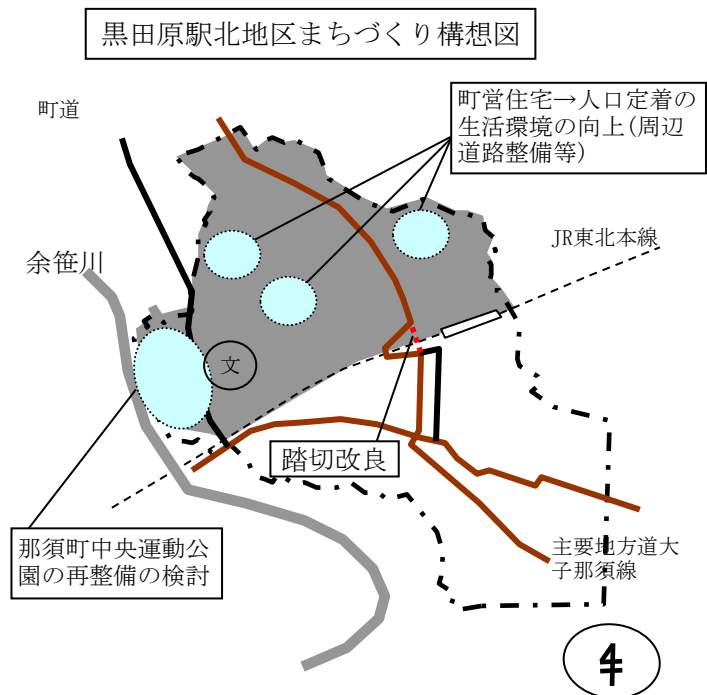 黒田原駅北地区まちづくり構想図
町営住宅→人口定着の
生活環境の向上(周辺
道路整備等)
町道
JR東北本線
余笹川
文
踏切改良
那須町中央運動公
園の再整備の検討
主要地方道大
子那須線